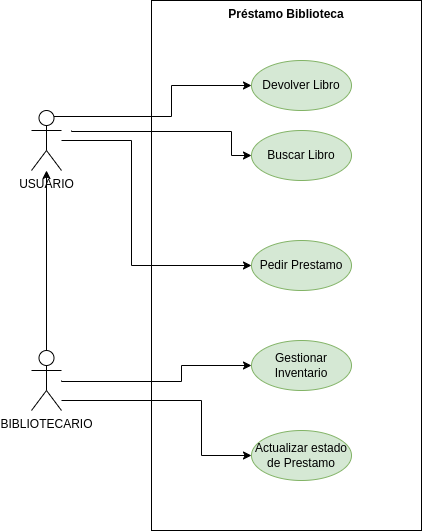 Préstamo Biblioteca
Devolver Libro
Buscar Libro
USUARIO
Pedir Prestamo
Gestionar
Inventario
BIBLIOTECARIO
Actualizar estado
de Prestamo